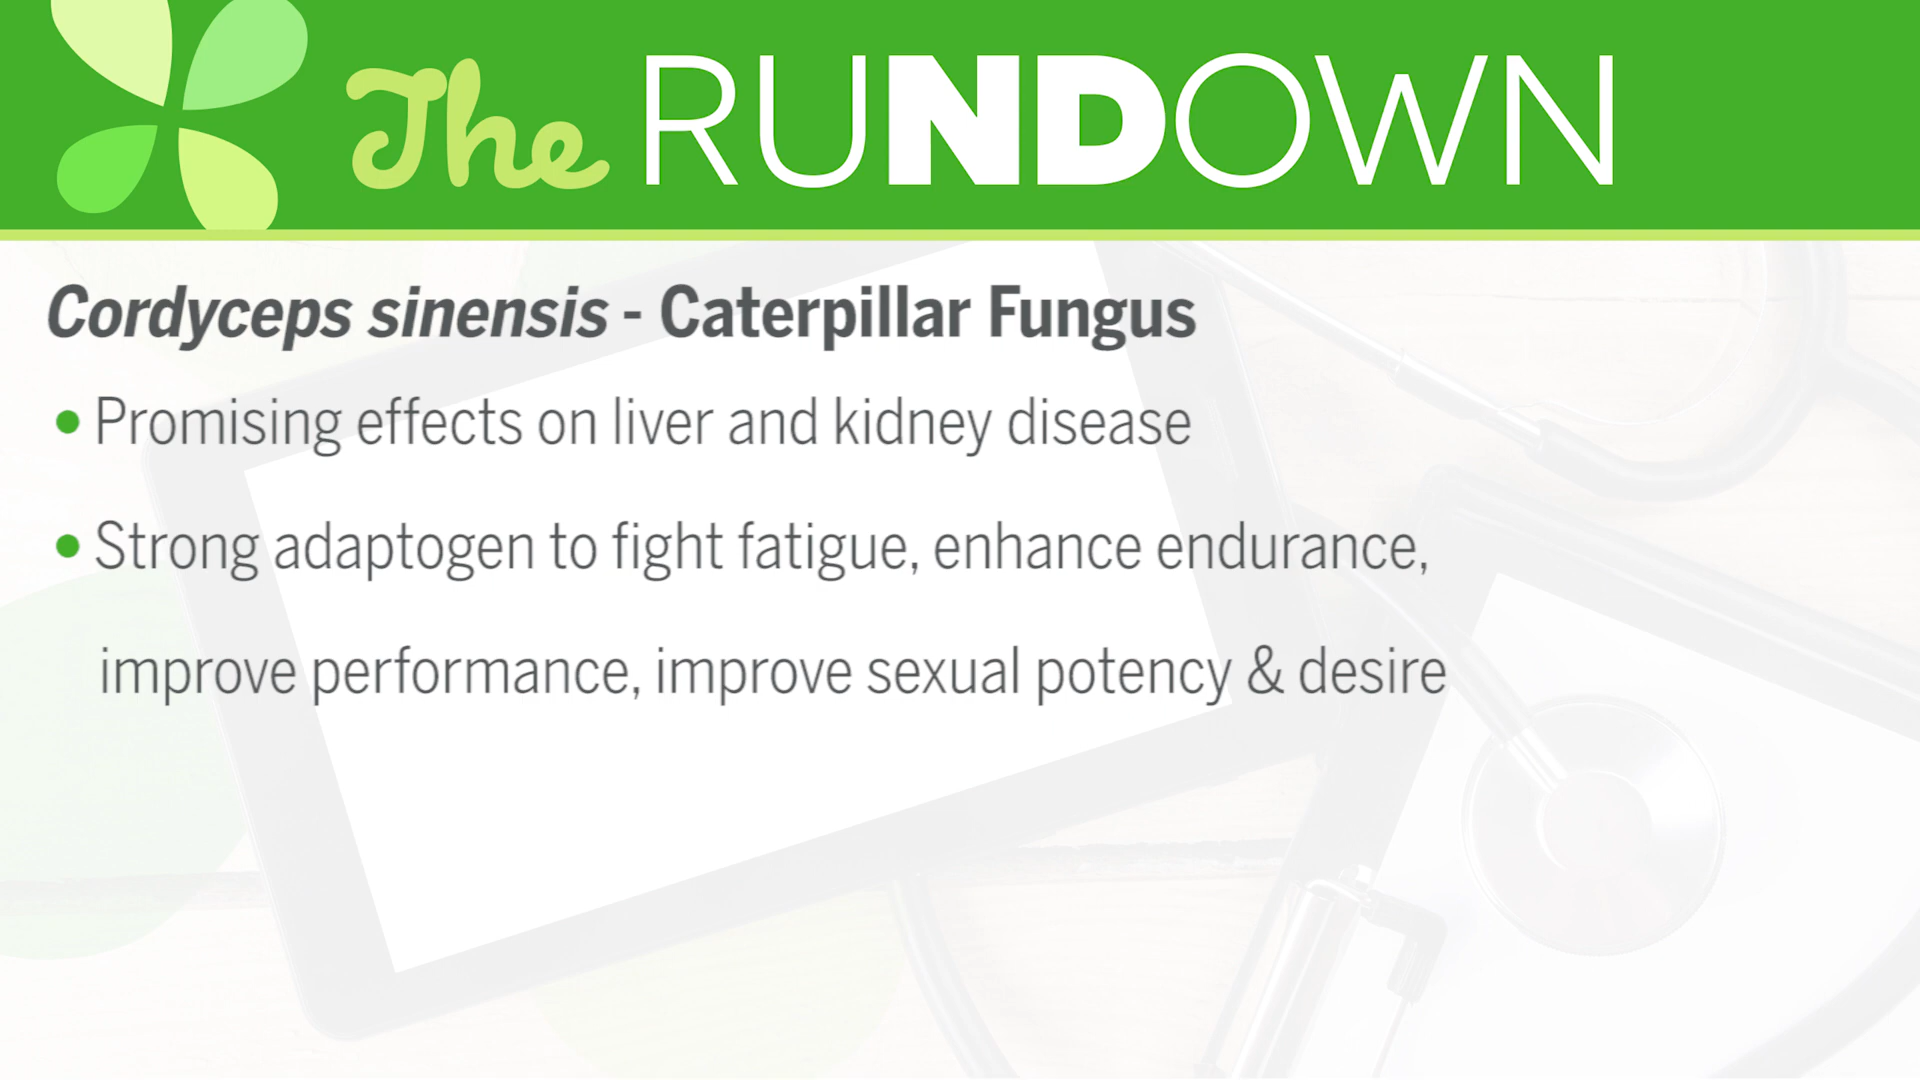 The RUNDOWN
Cordyceps sinensis - Caterpillar Fungus
• Promising effects on liver and kidney disease
• Strong adaptogen to fight fatigue, enhance endurance,
improve performance, improve sexual potency & desire